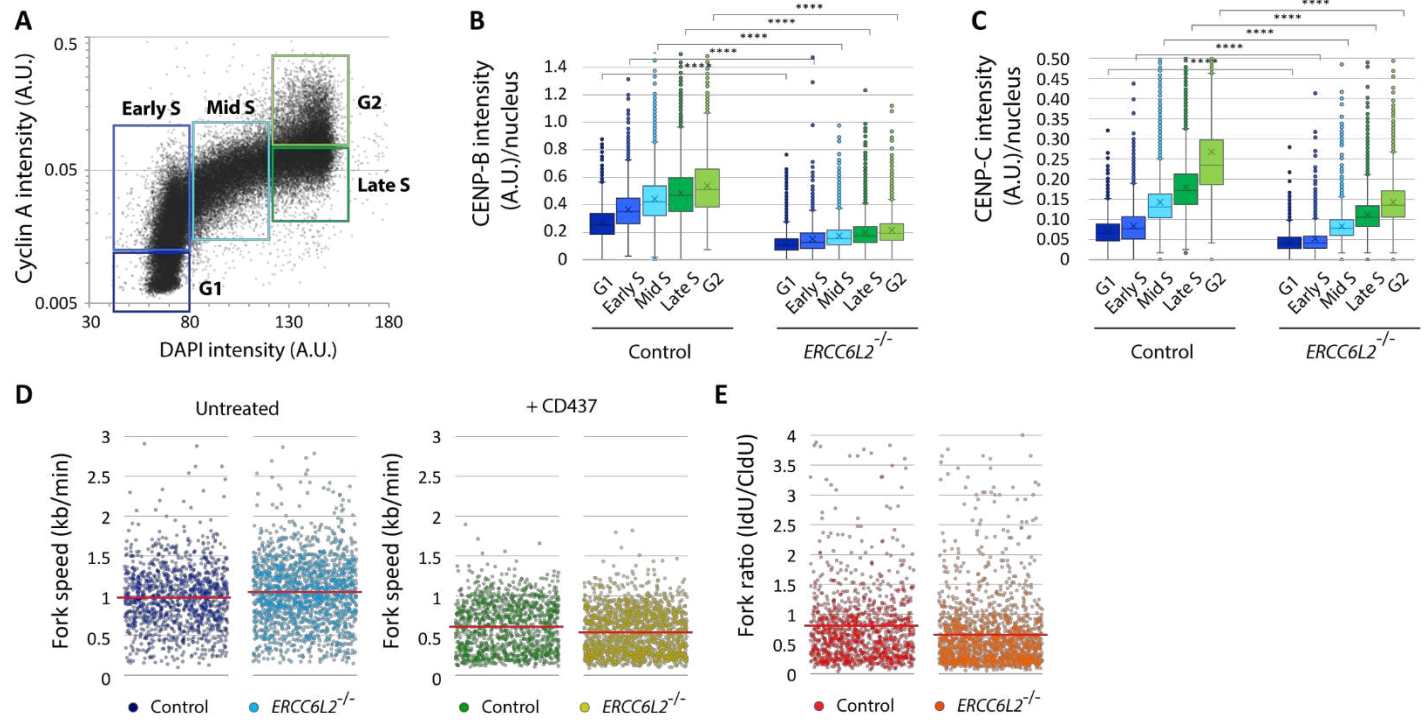 A
Cyclin A intensity (A.U.)
0.5
0.05
0.005
Early S
Mid S
G2
Late S
G1
30 80 130 180
DAPI intensity (A.U.)
B
CENP-B intensity
(A.U.)/nucleus
****
****
****
****
****
1.4
1.2
1.0
0.8
0.6
0.4
0.2
0
G1 Early S Mid S Late S G2 G1 Early S Mid S Late S G2
Control ERCC6L2-/-
C
CENP-C intensity
(A.U.)/nucleus
****
****
****
****
****
0.50
0.45
0.40
0.35
0.30
0.25
0.20
0.15
0.10
0.05
0
G1 Early S Mid S Late S G2 G1 Early S Mid S Late S G2
Control ERCC6L2-/-
D
Untreated
Fork speed (kb/min)
3
2.5
2
1.5
1
0.5
0
Control ERCC6L2-/-
+ CD437
Fork speed (kb/min)
3
2.5
2
1.5
1
0.5
0
Control ERCC6L2-/-
E
Fork ratio (IdU/CldU)
4
3.5
3
2.5
2
1.5
1
0.5
0
Control ERCC6L2-/-